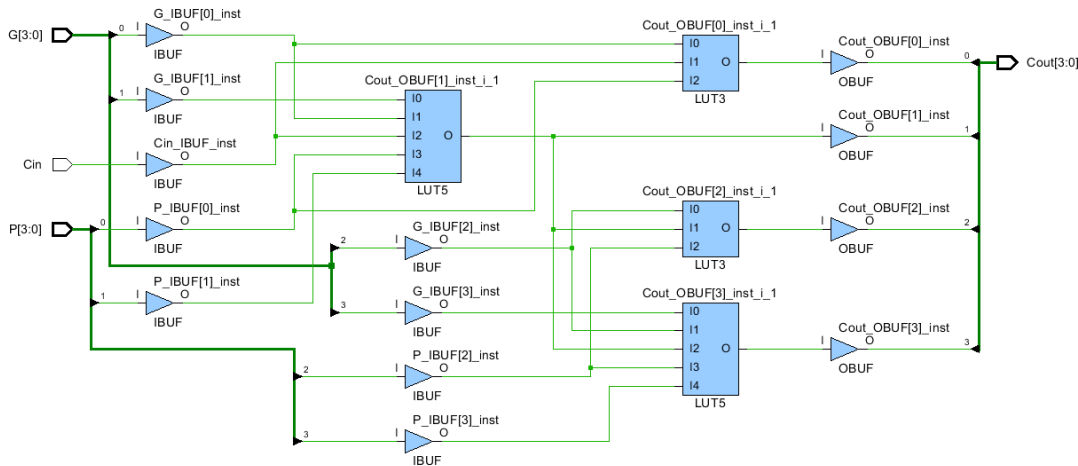 G[3:0]
0
G_IBUF[0]_inst
I
O
IBUF
1
G_IBUF[1]_inst
I
O
IBUF
Cin
Cin_IBUF_inst
I
O
IBUF
P[3:0]
0
P_IBUF[0]_inst
I
O
IBUF
1
P_IBUF[1]_inst
I
O
IBUF
Cout_OBUF[1]_inst_i_1
I0
I1
I2
I3
I4
O
LUT5
2
G_IBUF[2]_inst
I
O
IBUF
3
G_IBUF[3]_inst
I
O
IBUF
2
P_IBUF[2]_inst
I
O
IBUF
3
P_IBUF[3]_inst
I
O
IBUF
Cout_OBUF[0]_inst_i_1
I0
I1
I2
O
LUT3
Cout_OBUF[2]_inst_i_1
I0
I1
I2
O
LUT3
Cout_OBUF[3]_inst_i_1
I0
I1
I2
I3
I4
O
LUT5
Cout_OBUF[0]_inst
I
O
OBUF
0
Cout_OBUF[1]_inst
I
O
OBUF
1
Cout_OBUF[2]_inst
I
O
OBUF
2
Cout_OBUF[3]_inst
I
O
OBUF
3
Cout[3:0]